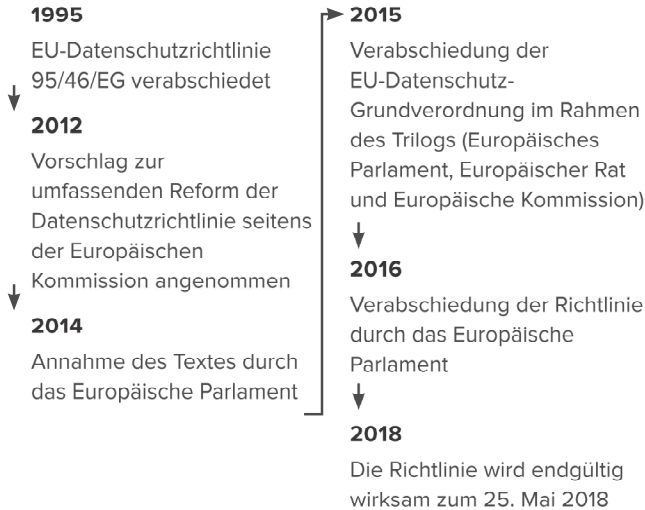 1995
EU-Datenschutzrichtlinie
95/46/EG verabschiedet
2012
Vorschlag zur
umfassenden Reform der
Datenschutzrichtlinie seitens
der Europäischen
Kommission angenommen
2014
Annahme des Textes durch
das Europäische Parlament
2015
Verabschiedung der
EU-Datenschutz-
Grundverordnung im Rahmen
des Trilogs (Europäisches
Parlament, Europäischer Rat
und Europäische Kommission)
2016
Verabschiedung der Richtlinie
durch das Europäische
Parlament
2018
Die Richtlinie wird endgültig
wirksam zum 25. Mai 2018